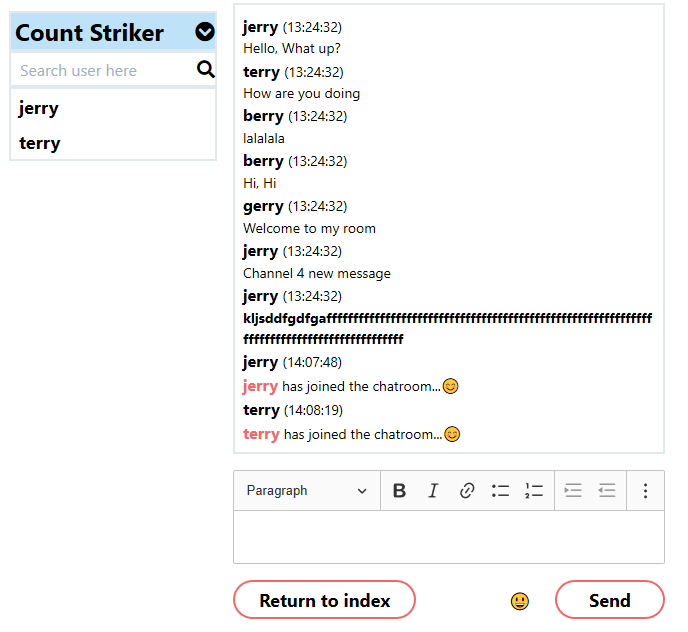 Count Striker
Search user here
jerry
terry
jerry (13:24:32)
Hello, What up?
terry (13:24:32)
How are you doing
berry (13:24:32)
lalalala
berry (13:24:32)
Hi, Hi
gerry (13:24:32)
Welcome to my room
jerry (13:24:32)
Channel 4 new message
jerry (13:24:32)
kljsddfgdfgaffffffffffffffffffffffffffffffffffffffffffffffffffffffffffffffffff
ffffffffffffffffffffffffffffff
jerry (14:07:48)
jerry has joined the chatroom...😊
terry (14:08:19)
terry has joined the chatroom...😊
Paragraph B I
Return to index 😀 Send